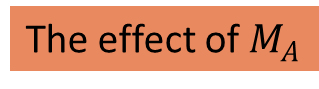 The effect of M_A